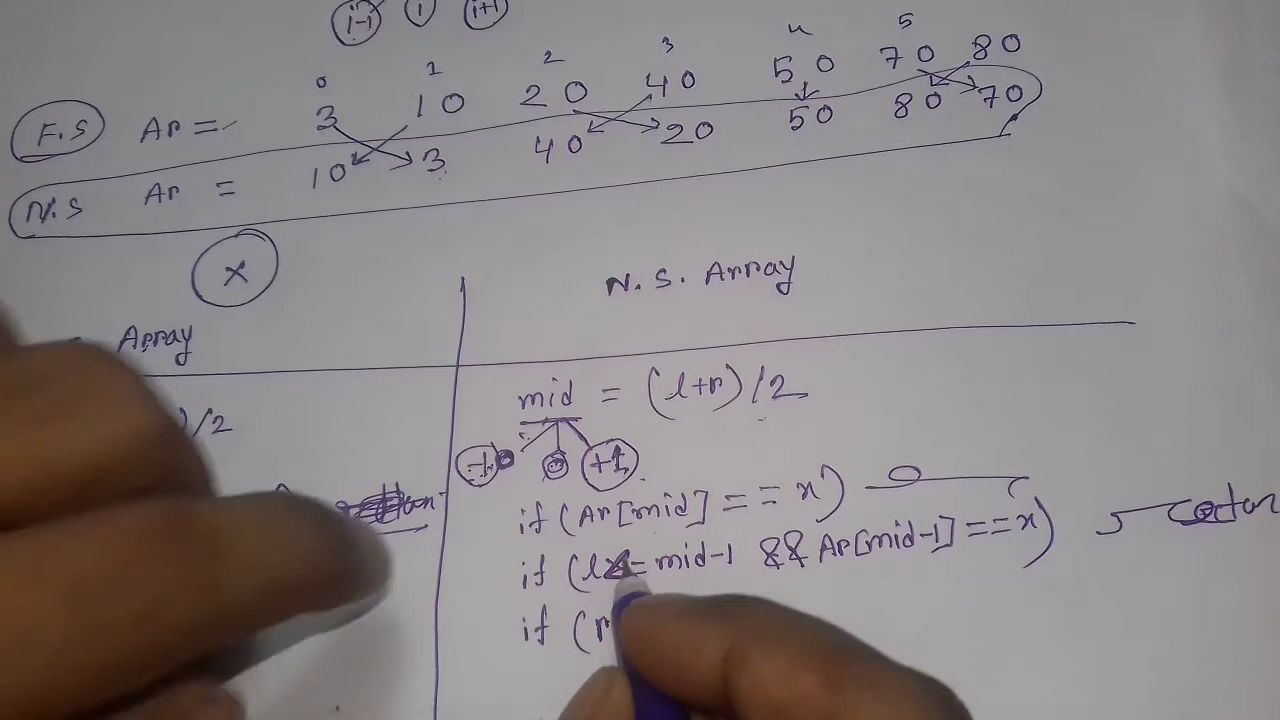 i-1 i i+1
0 1 2 3 4 5
F.S Ar = 3 10 20 40 50 70 80
N.S Ar = 10 3 40 20 50 80 70
x
Array
)/2
N.S. Array
mid = (l+r)/2
-1 0 +1
if (Ar[mid] == x)
if (l<=mid-1 && Ar[mid-1]==x)
if (r